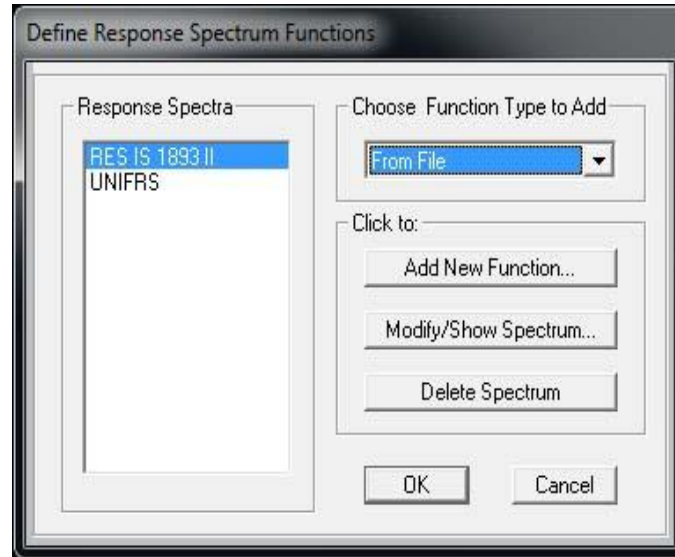 Define Response Spectrum Functions
Response Spectra
RES IS 1893 II
UNIFRS
Choose Function Type to Add
From File
Click to:
Add New Function...
Modify/Show Spectrum...
Delete Spectrum
OK
Cancel